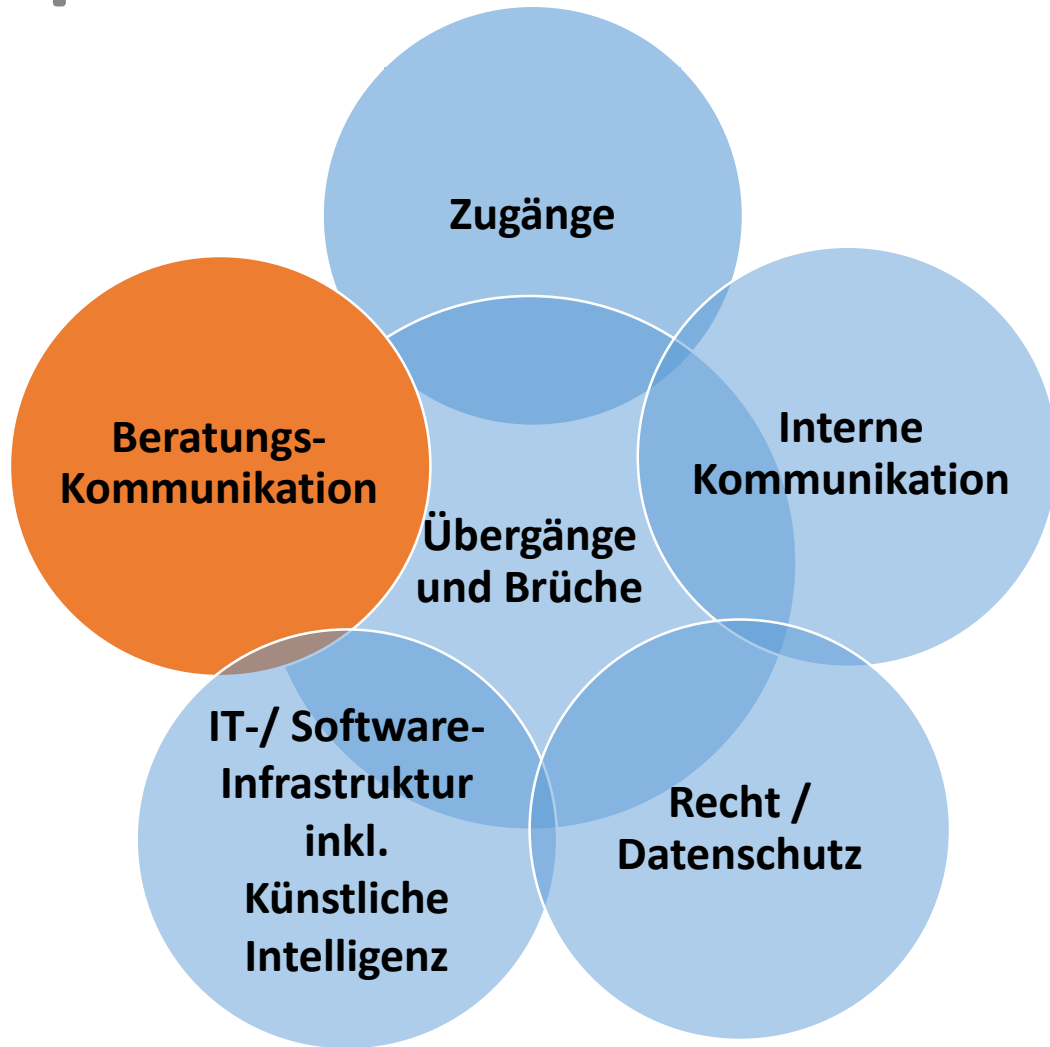 Zugänge
Beratungs-
Kommunikation
Interne
Kommunikation
Übergänge
und Brüche
IT-/ Software-
Infrastruktur
inkl.
Künstliche
Intelligenz
Recht /
Datenschutz